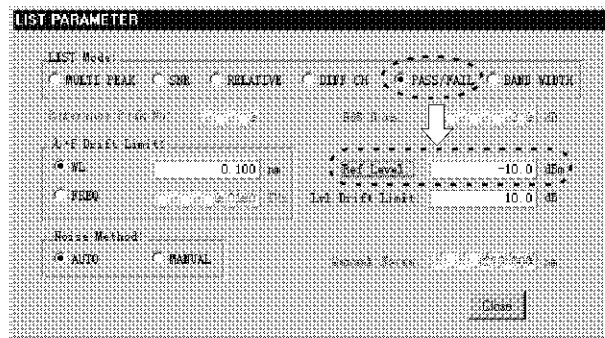 LIST PARAMETER
LIST Mode:
MULTI PEAK SNR RELATIVE DIFF CH PASS/FAIL BAND WIDTH
Drift Limit:
WL 0.100 nm Ref Level -10.0 dBm
FREQ Lvl Drift Limit 10.0 dB
Noise Method
AUTO MANUAL
Close